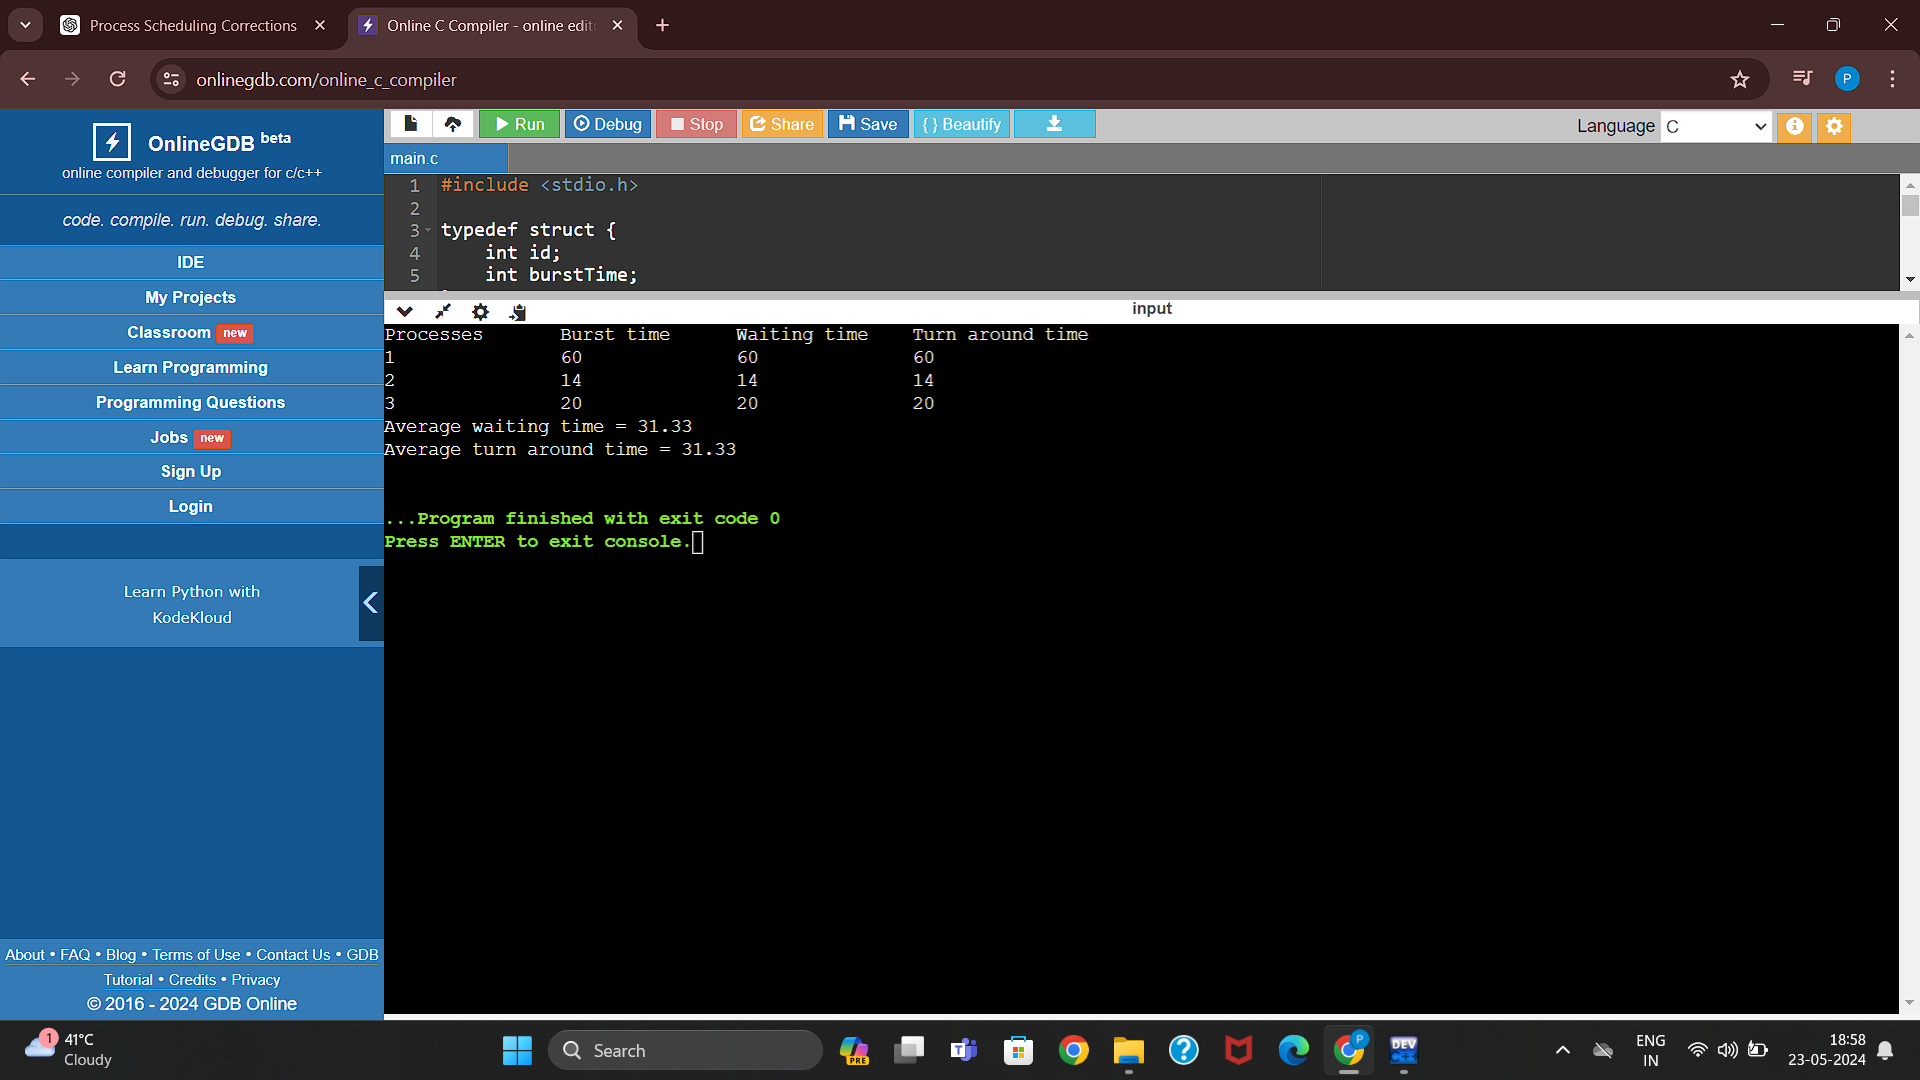 Process Scheduling Corrections
Online C Compiler - online edit
onlinegdb.com/online_c_compiler
P
OnlineGDB beta
online compiler and debugger for c/c++
code. compile. run. debug. share.
IDE
My Projects
Classroom new
Learn Programming
Programming Questions
Jobs new
Sign Up
Login
Learn Python with
KodeKloud
About • FAQ • Blog • Terms of Use • Contact Us • GDB
Tutorial • Credits • Privacy
© 2016 - 2024 GDB Online
Run Debug Stop Share Save { } Beautify
Language C
main.c
1 #include <stdio.h>
2
3 typedef struct {
4 int id;
5 int burstTime;
input
Processes Burst time Waiting time Turn around time
1 60 60 60
2 14 14 14
3 20 20 20
Average waiting time = 31.33
Average turn around time = 31.33
...Program finished with exit code 0
Press ENTER to exit console.
1
41°C
Cloudy
Search
PRE
P
DEV
C++
ENG
IN
18:58
23-05-2024